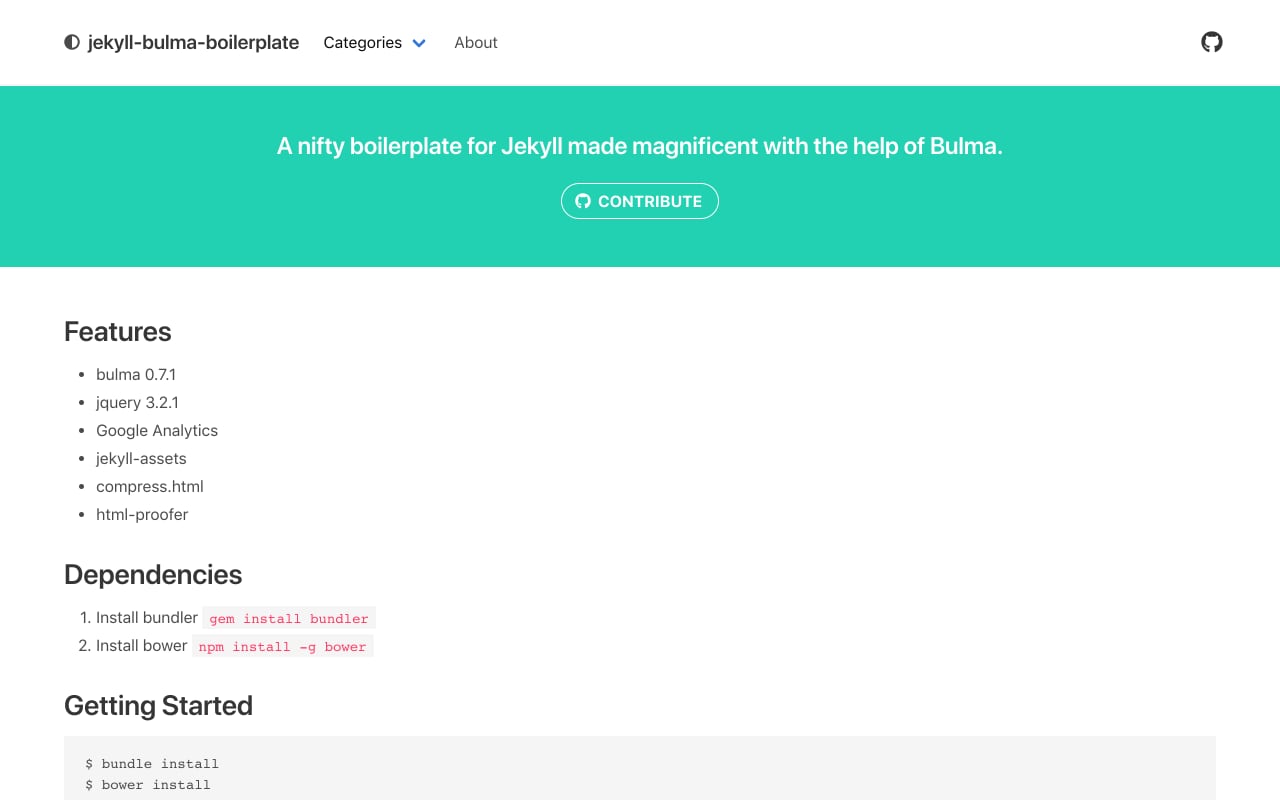 jekyll-bulma-boilerplate Categories About
A nifty boilerplate for Jekyll made magnificent with the help of Bulma.
CONTRIBUTE
Features
• bulma 0.7.1
• jquery 3.2.1
• Google Analytics
• jekyll-assets
• compress.html
• html-proofer
Dependencies
1. Install bundler gem install bundler
2. Install bower npm install -g bower
Getting Started
$ bundle install
$ bower install